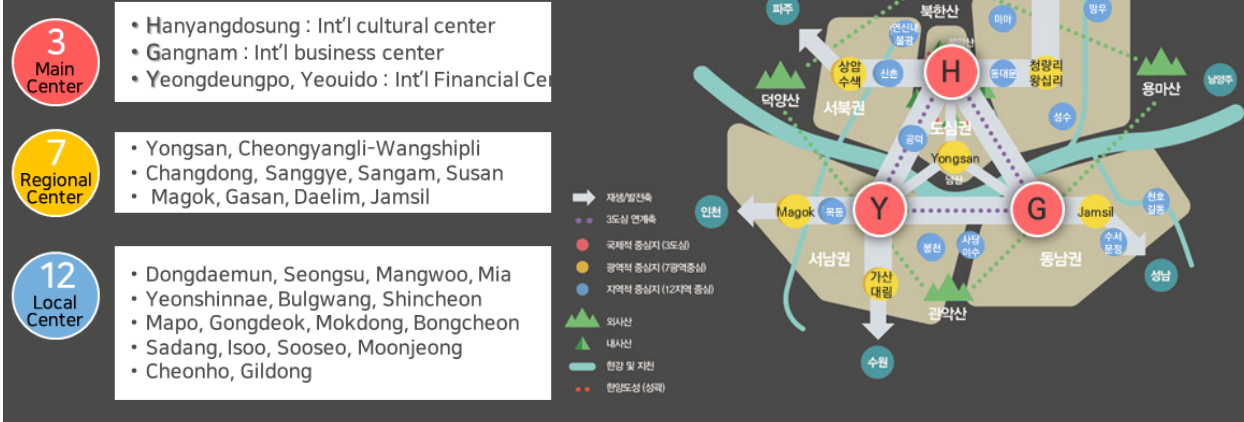 3
Main
Center
• Hanyangdosung : Int'l cultural center
• Gangnam : Int'l business center
• Yeongdeungpo, Yeouido : Int'l Financial Cen
7
Regional
Center
• Yongsan, Cheongyangli-Wangshipli
• Changdong, Sanggye, Sangam, Susan
• Magok, Gasan, Daelim, Jamsil
12
Local
Center
• Dongdaemun, Seongsu, Mangwoo, Mia
• Yeonshinnae, Bulgwang, Shincheon
• Mapo, Gongdeok, Mokdong, Bongcheon
• Sadang, Isoo, Sooseo, Moonjeong
• Cheonho, Gildong
재생/발전축
3도심 연계축
국제적 중심지 (3도심)
광역적 중심지 (7광역중심)
지역적 중심지 (12지역 중심)
외사산
내사산
한강 및 지천
한양도성 (성곽)
파주
북한산
미아
망우
연신내
불광
상암
수색
신촌
H
동대문
청량리
왕십리
용마산
남양주
덕양산
서북권
성수
공덕
도심권
Yongsan
남산
인천
Magok
목동
Y
G
Jamsil
천호
길동
수서
문정
봉천
사당
이수
서남권
동남권
성남
가산
대림
관악산
수원